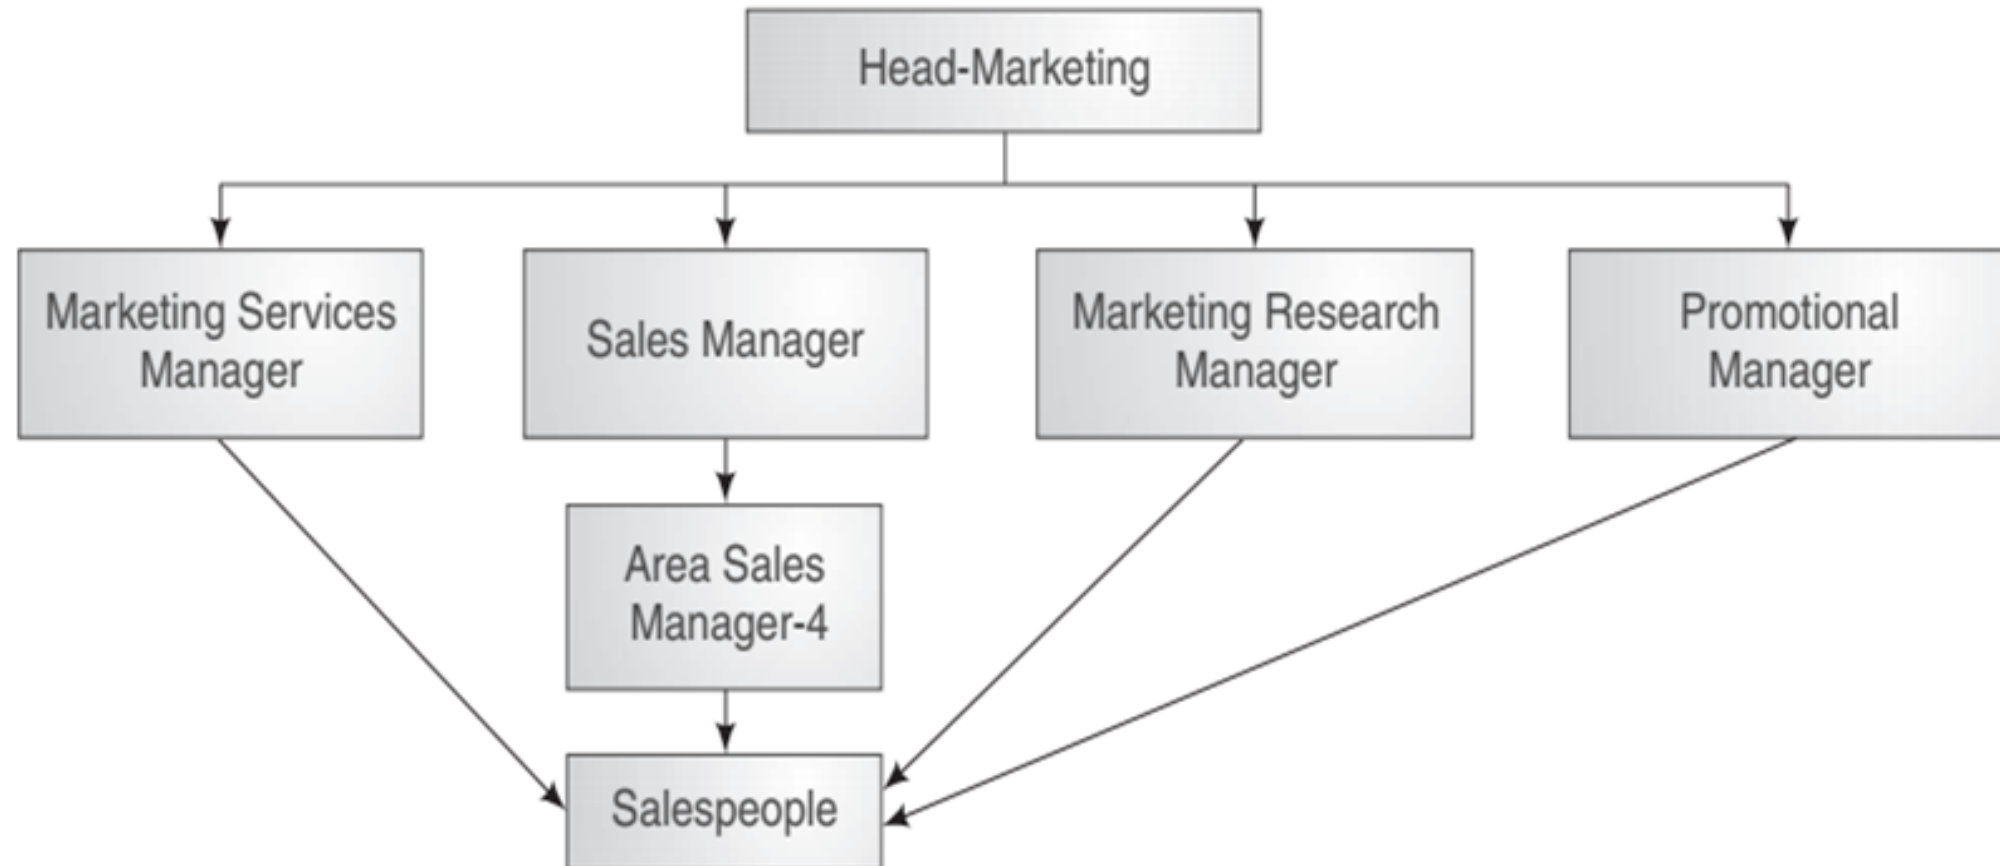 Head-Marketing
Marketing Services
Manager
Sales Manager
Marketing Research
Manager
Promotional
Manager
Area Sales
Manager-4
Salespeople